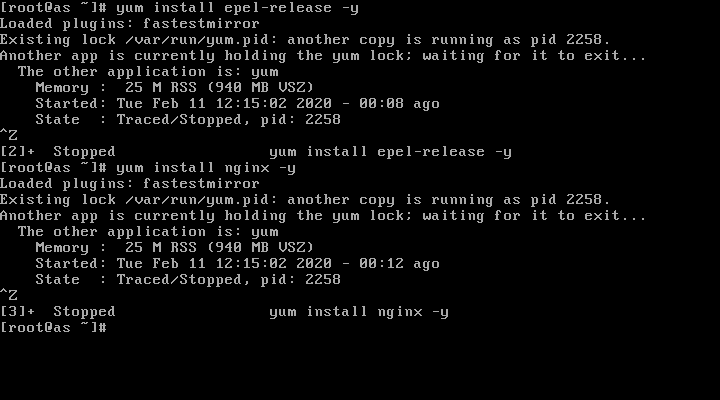 [root@as ~]# yum install epel-release -y
Loaded plugins: fastestmirror
Existing lock /var/run/yum.pid: another copy is running as pid 2258.
Another app is currently holding the yum lock; waiting for it to exit...
  The other application is: yum
    Memory :  25 M RSS (940 MB VSZ)
    Started: Tue Feb 11 12:15:02 2020 - 00:08 ago
    State  : Traced/Stopped, pid: 2258
^Z
[2]+  Stopped                 yum install epel-release -y
[root@as ~]# yum install nginx -y
Loaded plugins: fastestmirror
Existing lock /var/run/yum.pid: another copy is running as pid 2258.
Another app is currently holding the yum lock; waiting for it to exit...
  The other application is: yum
    Memory :  25 M RSS (940 MB VSZ)
    Started: Tue Feb 11 12:15:02 2020 - 00:12 ago
    State  : Traced/Stopped, pid: 2258
^Z
[3]+  Stopped                 yum install nginx -y
[root@as ~]#